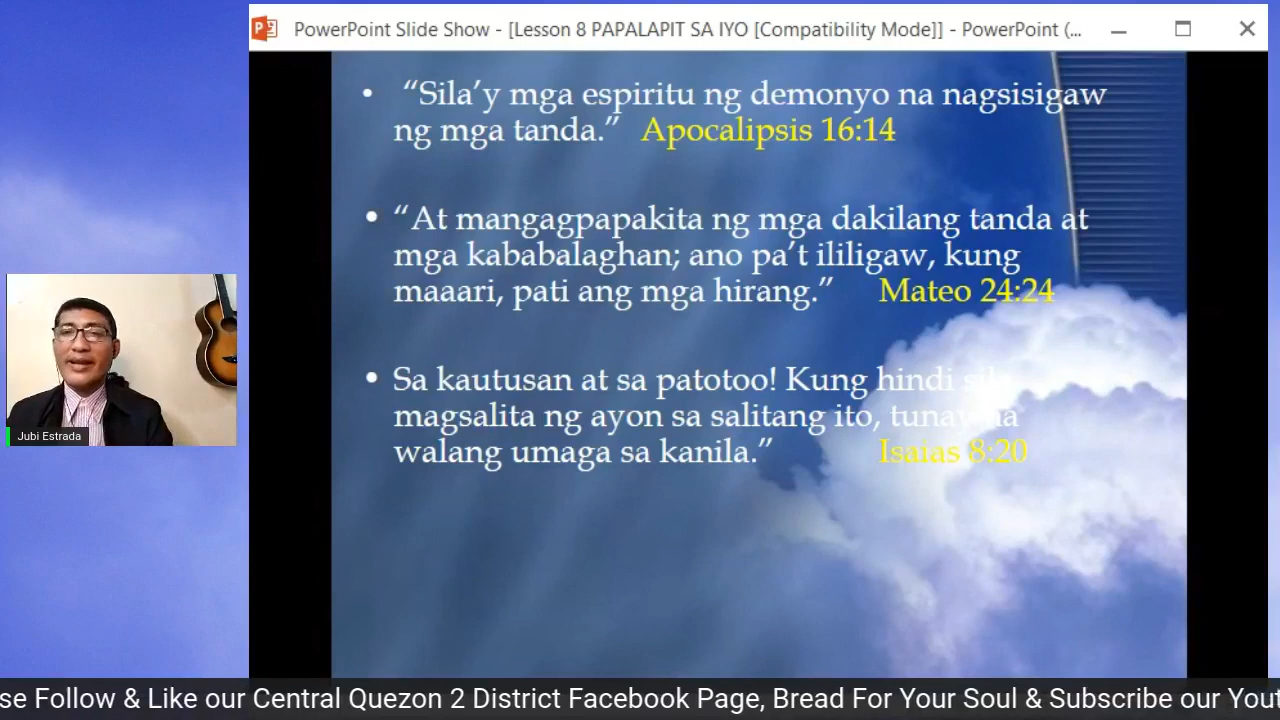 PowerPoint Slide Show - [Lesson 8 PAPALAPIT SA IYO [Compatibility Mode]] - PowerPoint (...
• “Sila’y mga espiritu ng demonyo na nagsisigaw
ng mga tanda.” Apocalipsis 16:14
• “At mangagpapakita ng mga dakilang tanda at
mga kababalaghan; ano pa’t ililigaw, kung
maaari, pati ang mga hirang.” Mateo 24:24
• Sa kautusan at sa patotoo! Kung hindi sila
magsalita ng ayon sa salitang ito, tunay na
walang umaga sa kanila.” Isaias 8:20
Jubi Estrada
se Follow & Like our Central Quezon 2 District Facebook Page, Bread For Your Soul & Subscribe our Yout